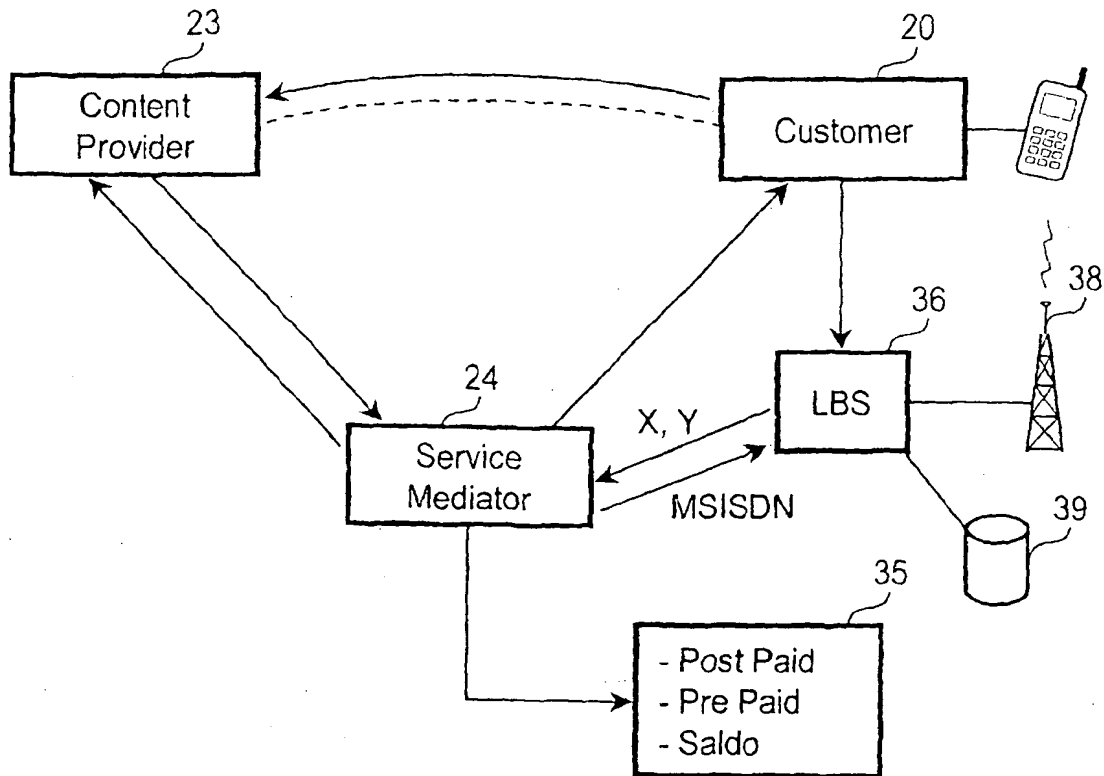 23
20
Content
Provider
Customer
38
36
24
LBS
X, Y
Service
Mediator
MSISDN
39
35
- Post Paid
- Pre Paid
- Saldo